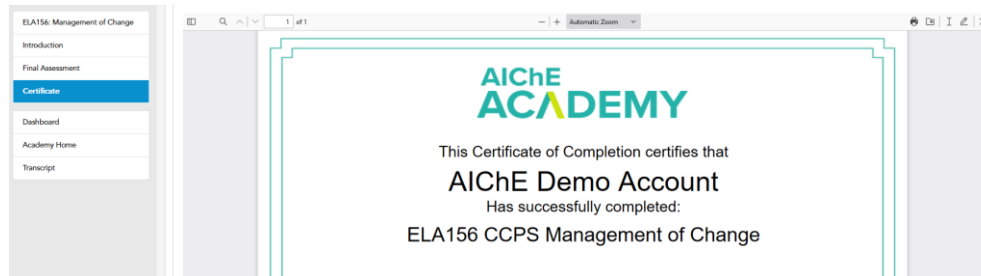 ELA156: Management of Change
Introduction
Final Assessment
Certificate
Dashboard
Academy Home
Transcript
1 of 1
Automatic Zoom
AIChE
ACADEMY
This Certificate of Completion certifies that
AIChE Demo Account
Has successfully completed:
ELA156 CCPS Management of Change